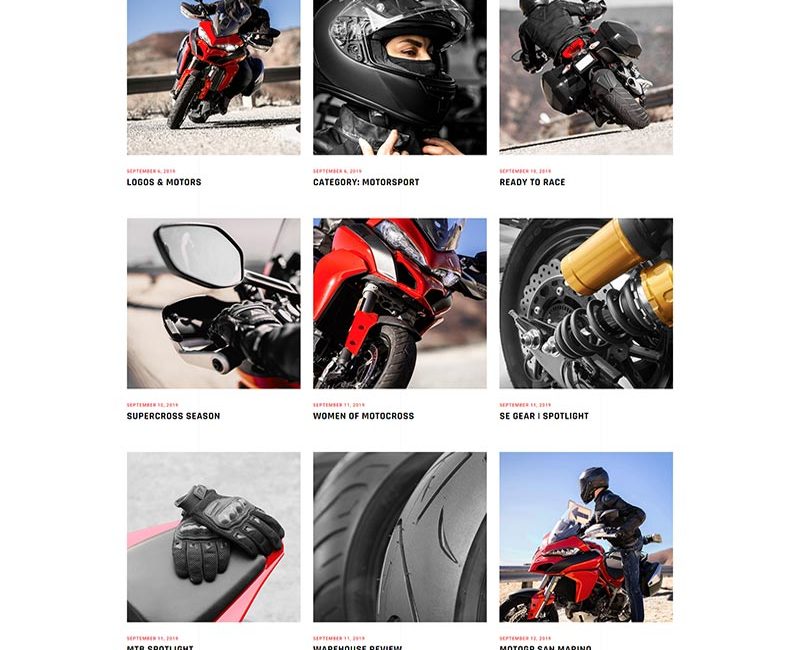 SEPTEMBER 6, 2019
LOGOS & MOTORS
SEPTEMBER 6, 2019
CATEGORY: MOTORSPORT
SEPTEMBER 10, 2019
READY TO RACE
SEPTEMBER 10, 2019
SUPERCROSS SEASON
SEPTEMBER 11, 2019
WOMEN OF MOTOCROSS
SEPTEMBER 11, 2019
SE GEAR | SPOTLIGHT
SEPTEMBER 11, 2019
MTB SPOTLIGHT
SEPTEMBER 11, 2019
WAREHOUSE REVIEW
SEPTEMBER 12, 2019
MOTOGP SAN MARINO